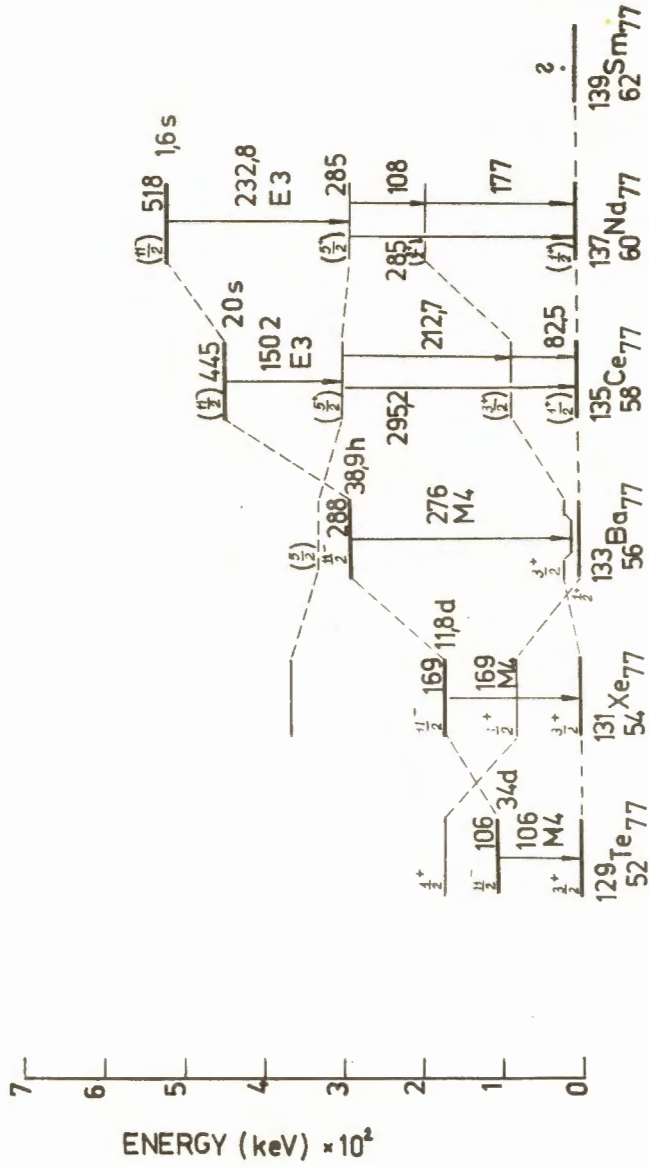 ENERGY (keV) × 10²
7
6
5
4
3
2
1
0
1/2 +
11/2 -
106
34d
106
M4
3/2 +
129 Te 77
52
11/2 -
169
11,8d
1/2 +
169
M4
3/2 +
131 Xe 77
54
(5/2)
11/2 -
288
38,9h
276
M4
3/2 +
1/2 +
133 Ba 77
56
(11/2)
445
20s
150 2
E3
(5/2 +)
295,2
212,7
(3/2 +)
82,5
(1/2 +)
135 Ce 77
58
(11/2)
518
1,6s
232,8
E3
(5/2 +)
285
285
108
177
(1/2 +)
137 Nd 77
60
?
139 Sm 77
62